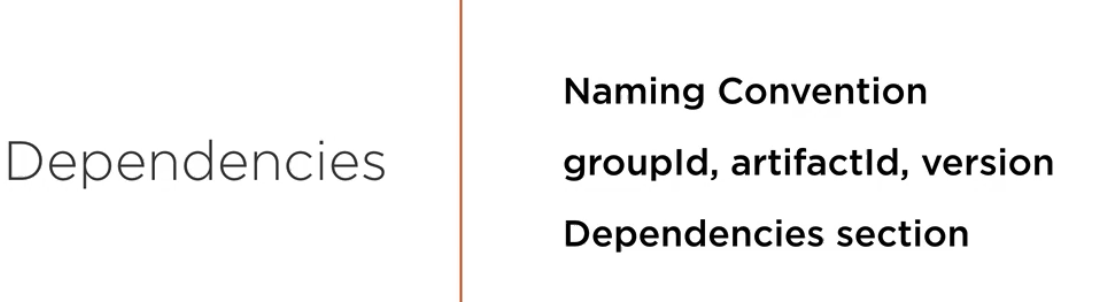 Dependencies
Naming Convention
groupId, artifactId, version
Dependencies section